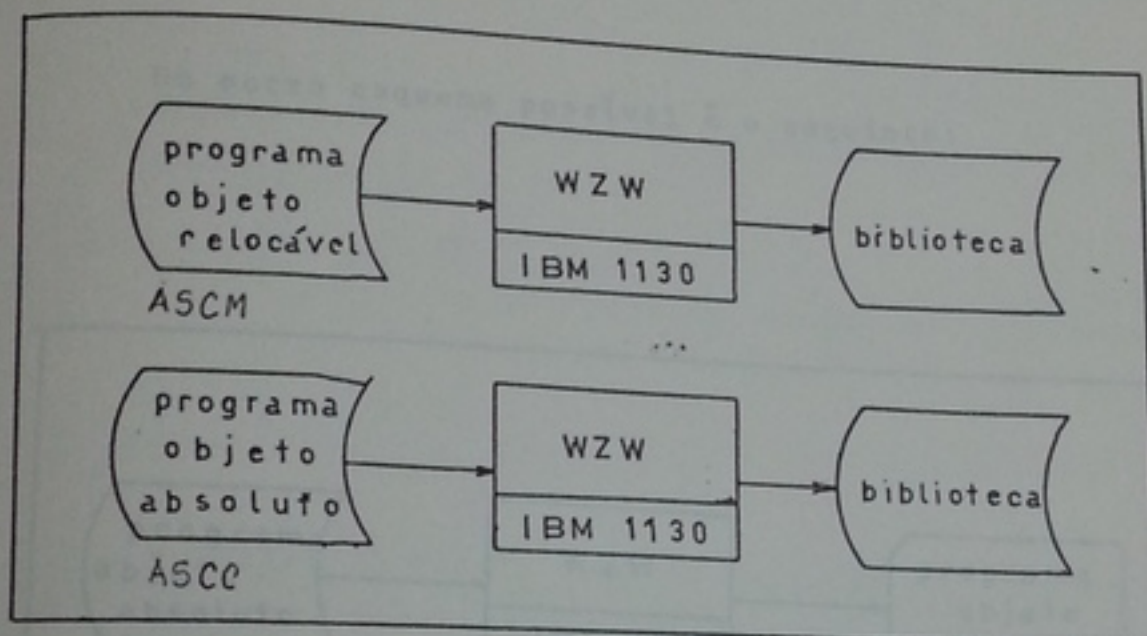 programa
objeto
relocável
ASCM
WZW
IBM 1130
biblioteca
...
programa
objeto
absoluto
ASCC
WZW
IBM 1130
biblioteca